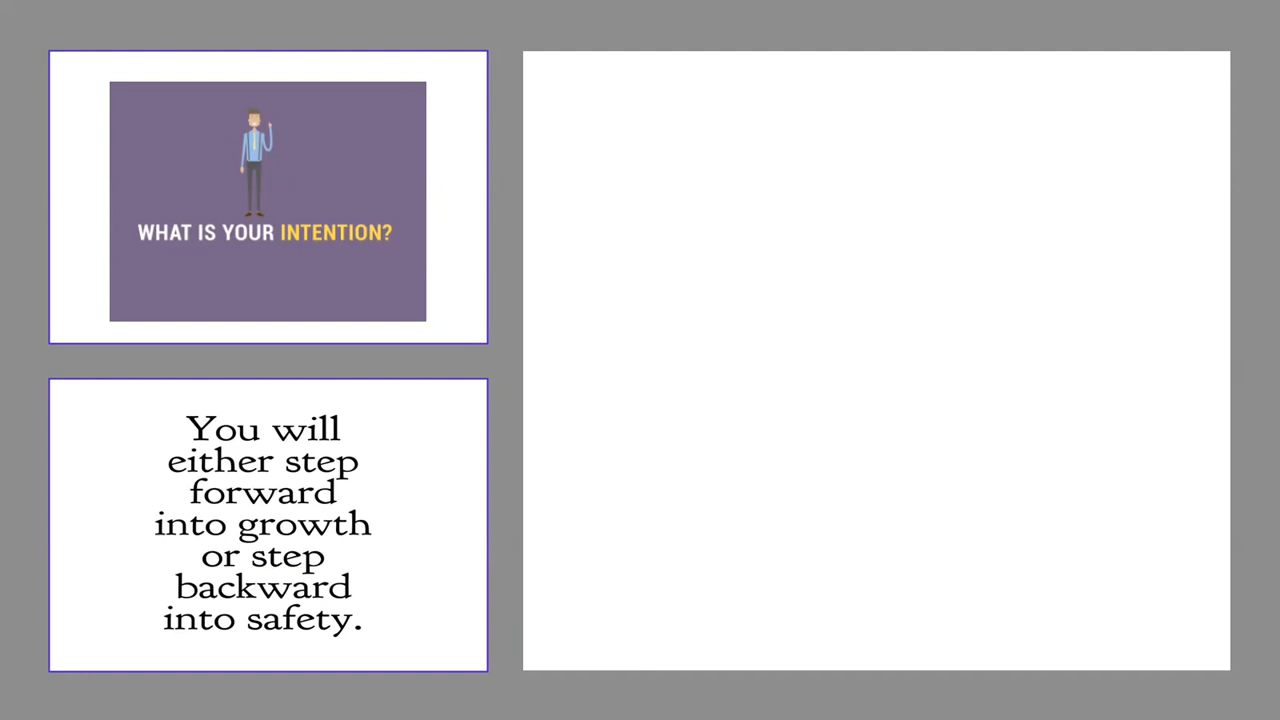 WHAT IS YOUR INTENTION?
You will
either step
forward
into growth
or step
backward
into safety.